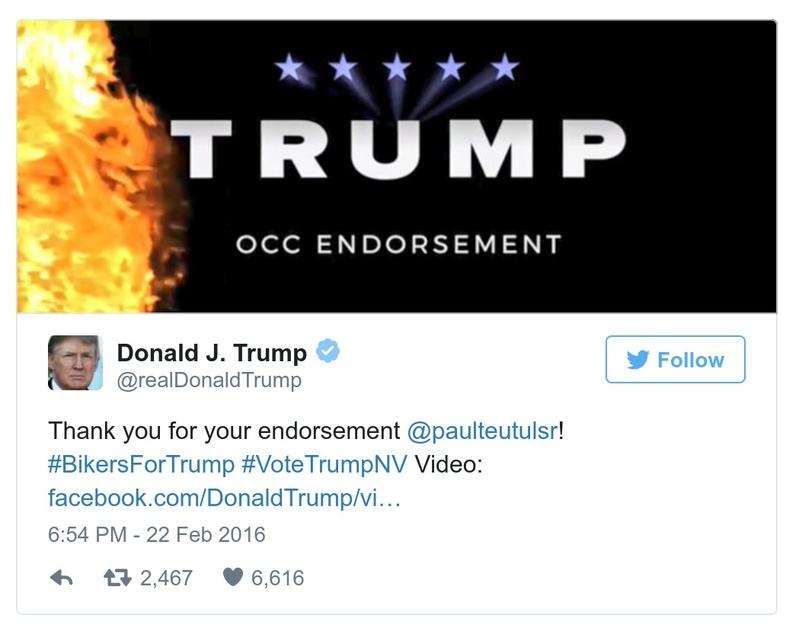 TRUMP
OCC ENDORSEMENT
Donald J. Trump
@realDonaldTrump
Follow
Thank you for your endorsement @paulteutulsr!
#BikersForTrump #VoteTrumpNV Video:
facebook.com/DonaldTrump/vi…
6:54 PM - 22 Feb 2016
2,467 6,616